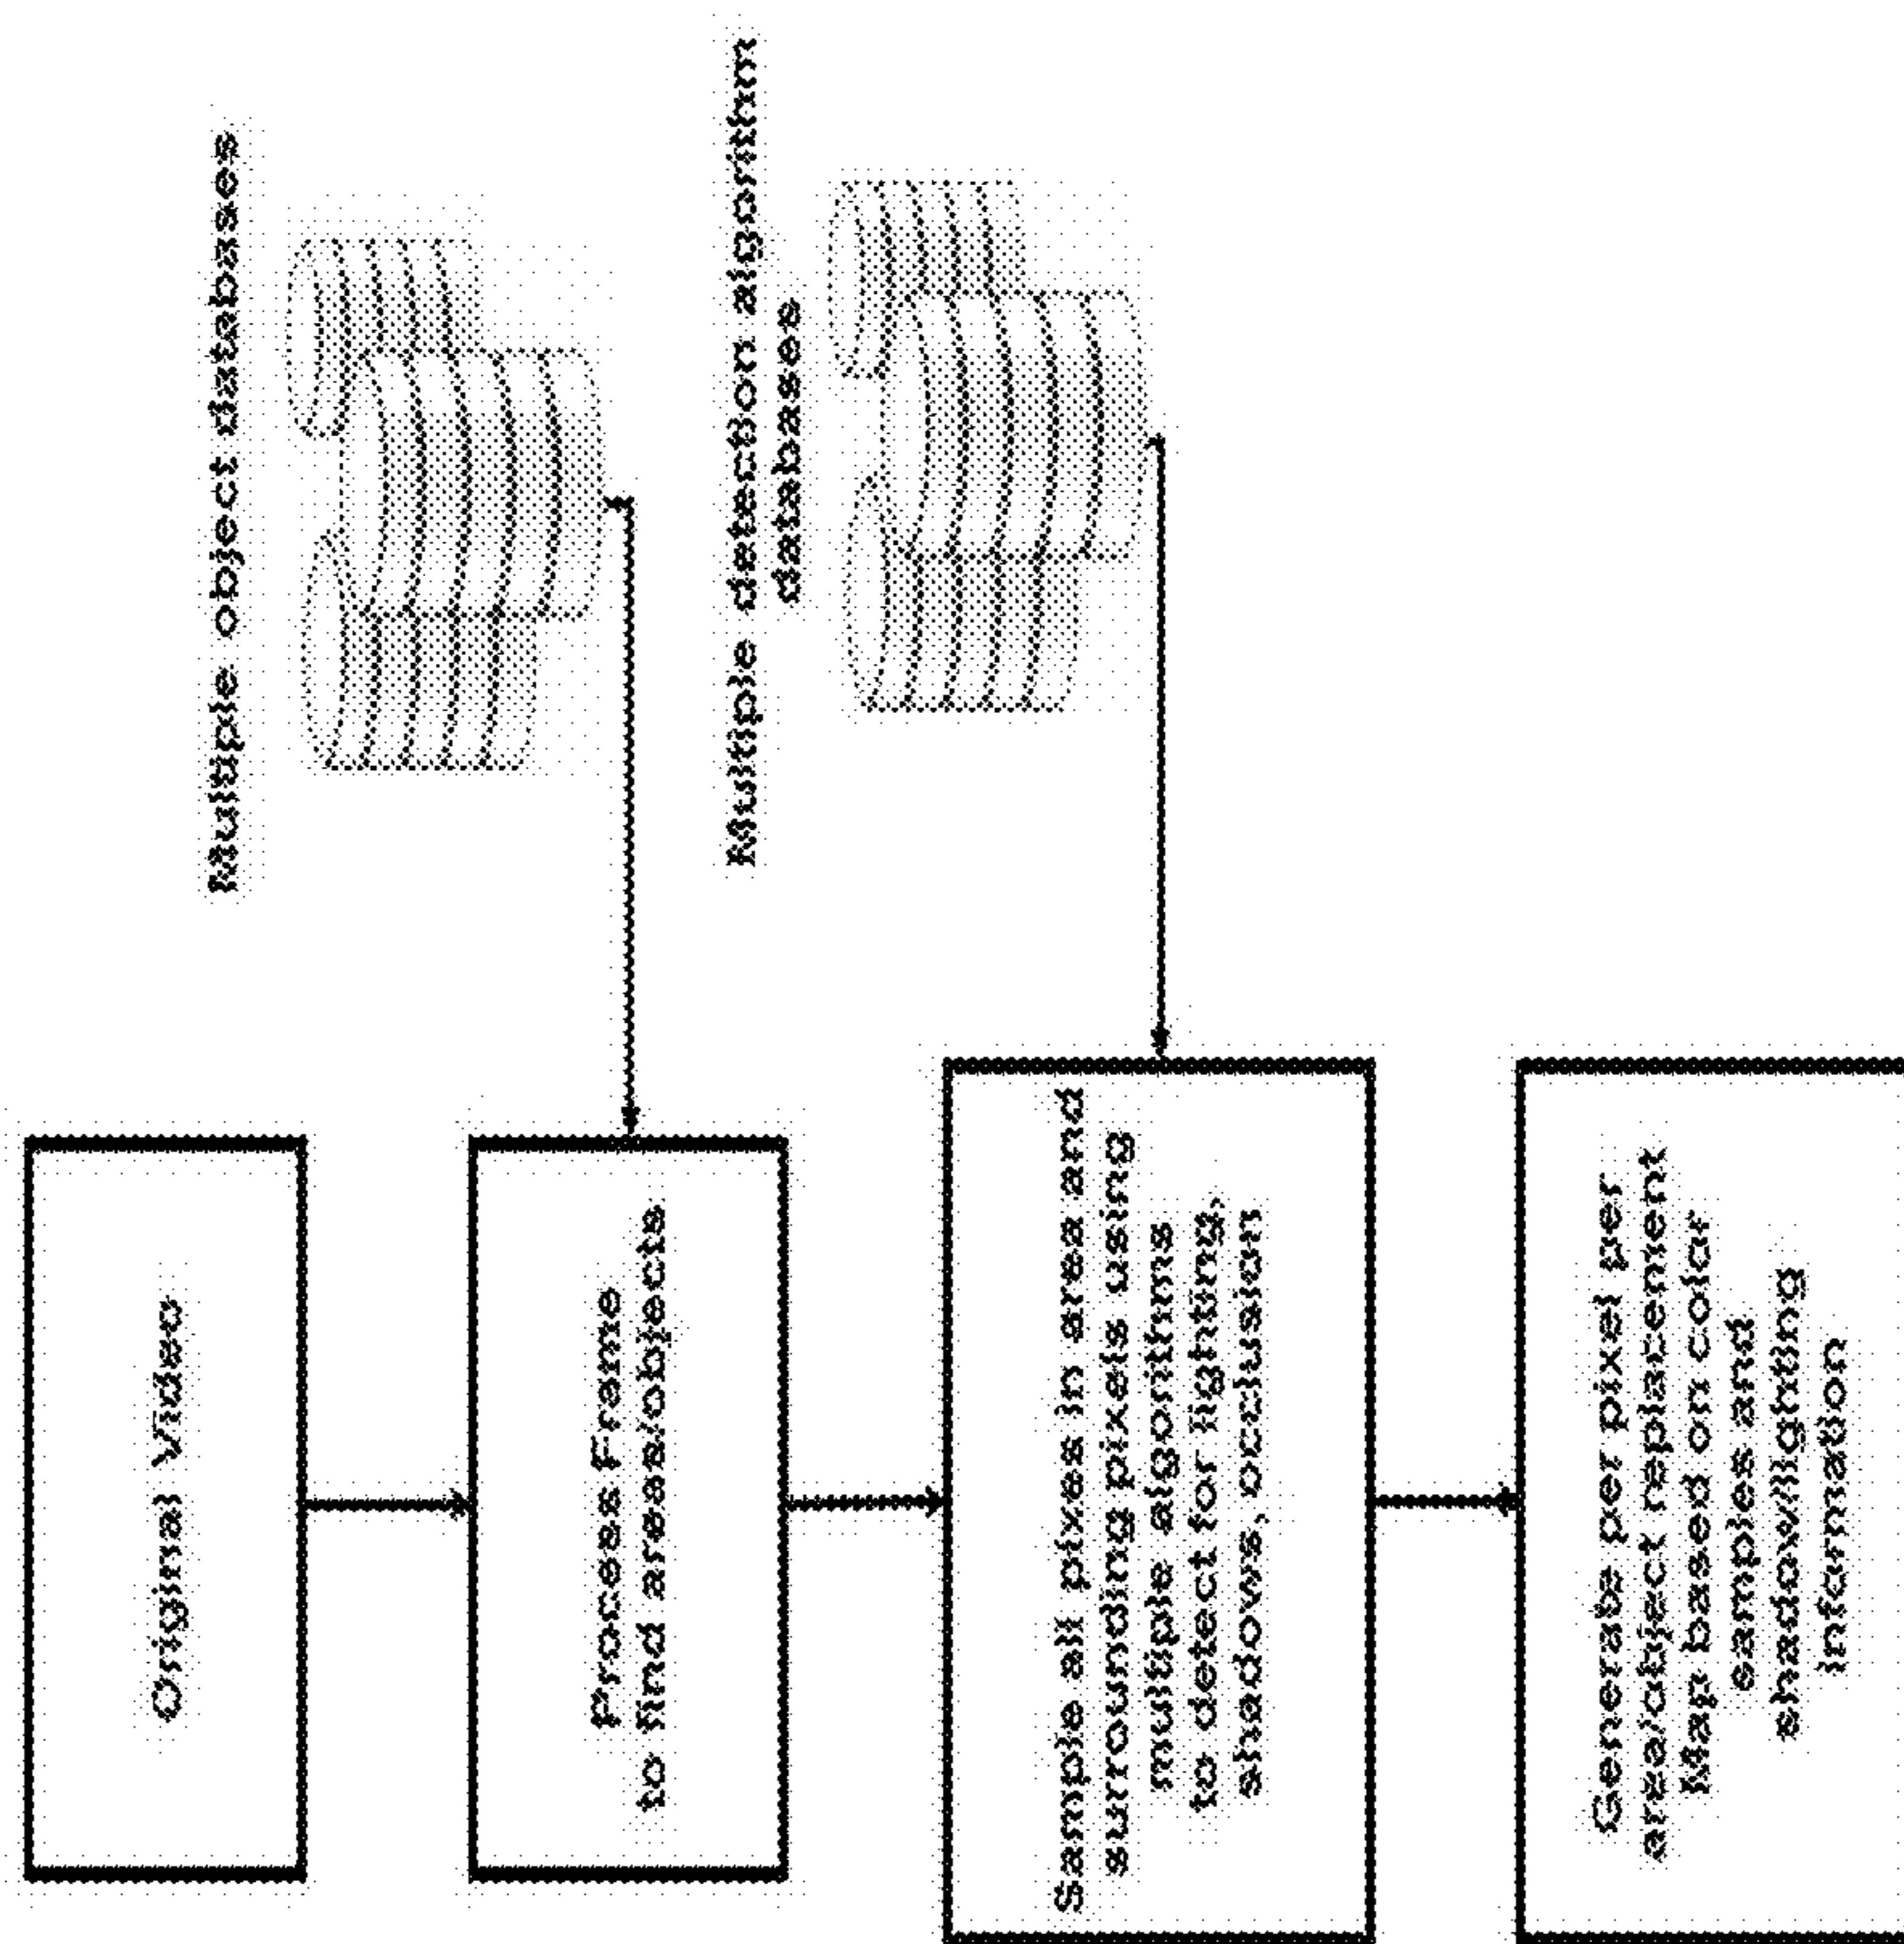 Multiple objects databases
Multiple detection algorithm
databases
Original Video
Process Frame
to find areas/objects
Sample all pixes in area and
surrounding pixels using
multiple algorithms
to detect for lighting,
shadows, occlusion
Generate per pixel per
area/object replacement
Map based on color
samples and
shadow/lighting
information